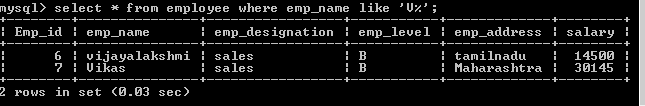 mysql> select * from employee where emp_name like 'V%';
+--------+---------------+-----------------+-----------+-------------+--------+
| Emp_id | emp_name | emp_designation | emp_level | emp_address | salary |
+--------+---------------+-----------------+-----------+-------------+--------+
| 6 | vijayalakshmi | sales | B | tamilnadu | 14500 |
| 7 | Vikas | sales | B | Maharashtra | 30145 |
+--------+---------------+-----------------+-----------+-------------+--------+
2 rows in set (0.03 sec)